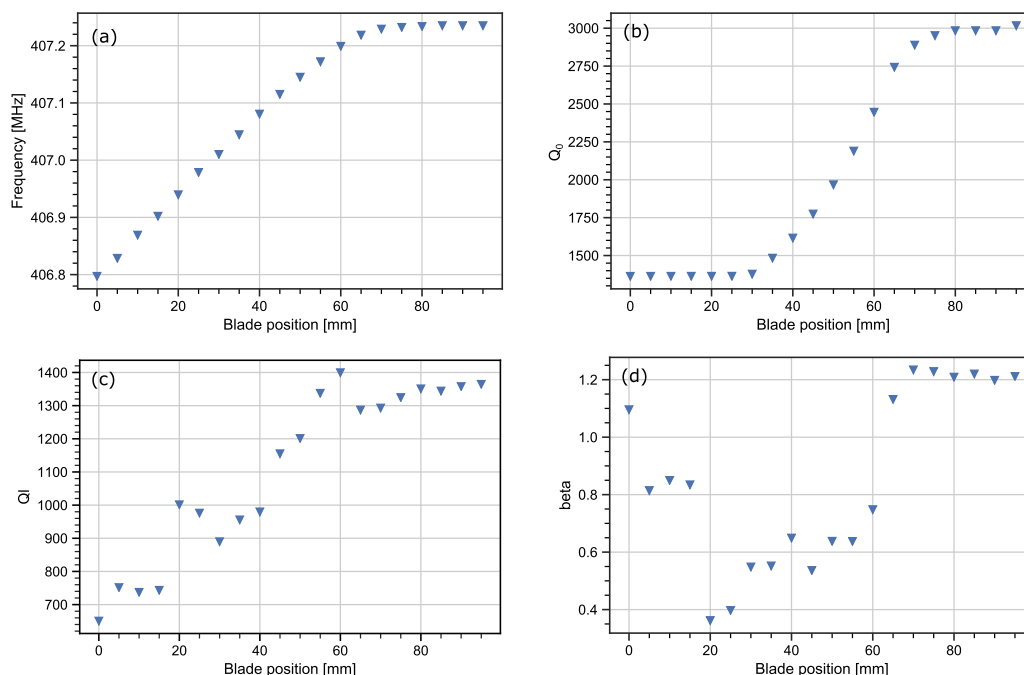 (a)
Frequency [MHz]
407.2
407.1
407.0
406.9
406.8
0 20 40 60 80
Blade position [mm]
(b)
Q0
3000
2750
2500
2250
2000
1750
1500
0 20 40 60 80
Blade position [mm]
(c)
Ql
1400
1300
1200
1100
1000
900
800
700
0 20 40 60 80
Blade position [mm]
(d)
beta
1.2
1.0
0.8
0.6
0.4
0 20 40 60 80
Blade position [mm]